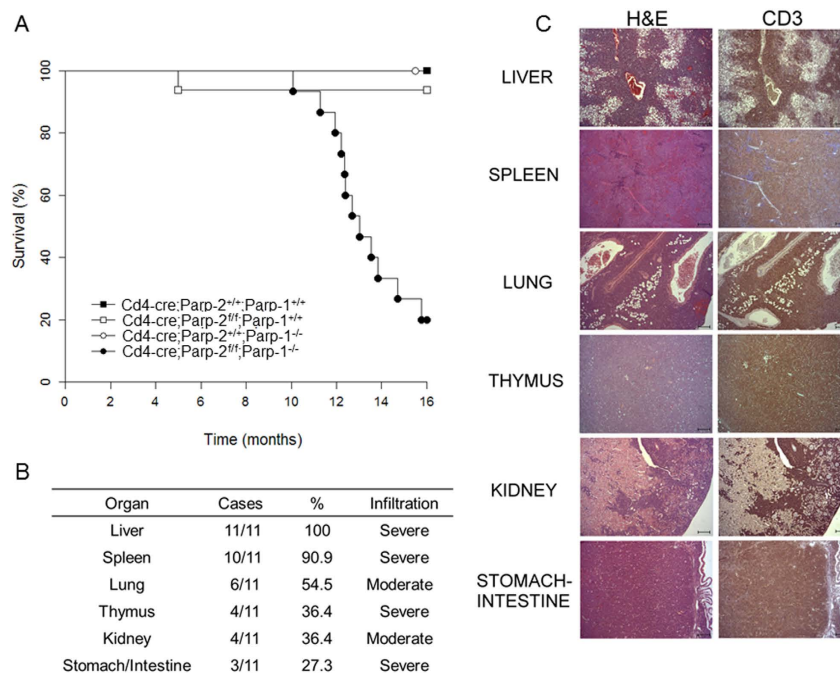 A
Survival (%)
100
80
60
40
20
0
Cd4-cre;Parp-2+/+;Parp-1+/+
Cd4-cre;Parp-2f/f;Parp-1+/+
Cd4-cre;Parp-2+/+;Parp-1-/-
Cd4-cre;Parp-2f/f;Parp-1-/-
0 2 4 6 8 10 12 14 16
Time (months)
B
Organ Cases % Infiltration
Liver 11/11 100 Severe
Spleen 10/11 90.9 Severe
Lung 6/11 54.5 Moderate
Thymus 4/11 36.4 Severe
Kidney 4/11 36.4 Moderate
Stomach/Intestine 3/11 27.3 Severe
C
H&E CD3
LIVER
SPLEEN
LUNG
THYMUS
KIDNEY
STOMACH-
INTESTINE